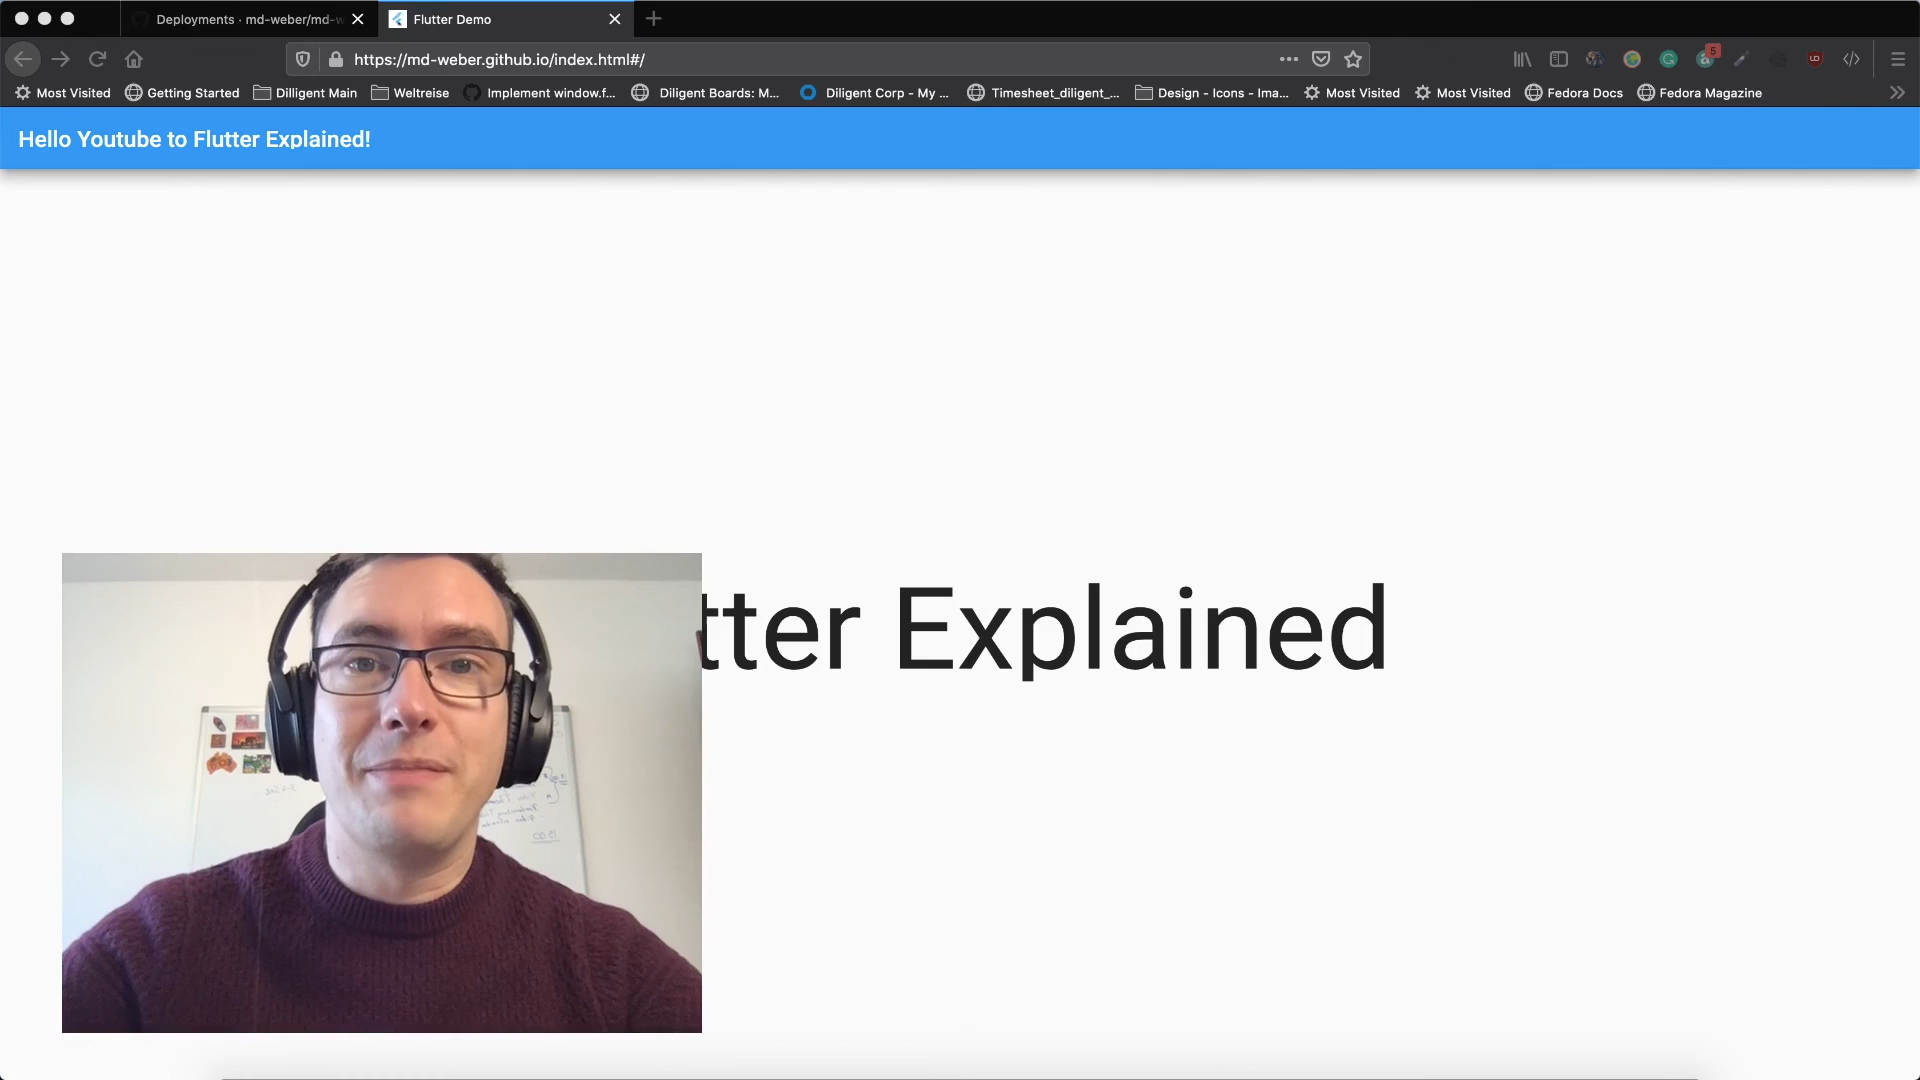 Deployments · md-weber/md-w
Flutter Demo
https://md-weber.github.io/index.html#/
5
Most Visited
Getting Started
Dilligent Main
Weltreise
Implement window.f...
Diligent Boards: M...
Diligent Corp - My ...
Timesheet_diligent_...
Design - Icons - Ima...
Most Visited
Most Visited
Fedora Docs
Fedora Magazine
Hello Youtube to Flutter Explained!
tter Explained